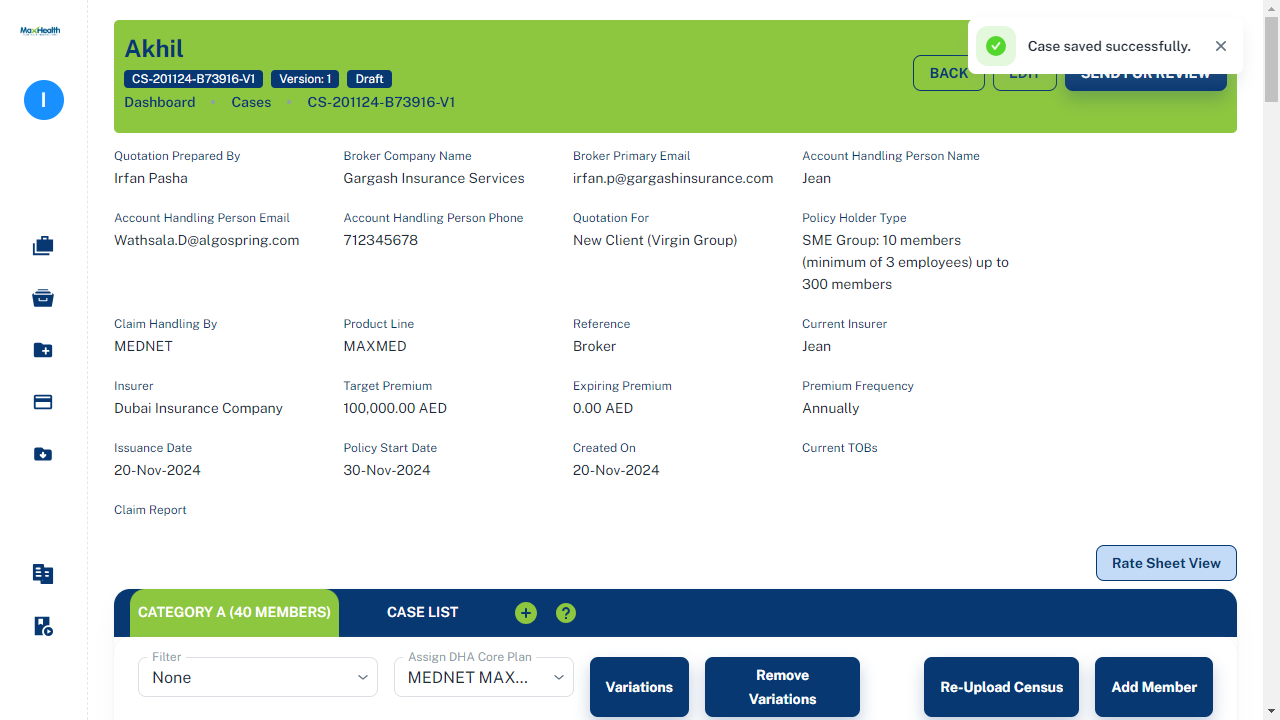 MaxHealth
Akhil
Case saved successfully.
CS-201124-B73916-V1 Version: 1 Draft
BACK EDIT SEND FOR REVIEW
I
Dashboard • Cases • CS-201124-B73916-V1
Quotation Prepared By Broker Company Name Broker Primary Email Account Handling Person Name
Irfan Pasha Gargash Insurance Services irfan.p@gargashinsurance.com Jean
Account Handling Person Email Account Handling Person Phone Quotation For Policy Holder Type
Wathsala.D@algospring.com 712345678 New Client (Virgin Group) SME Group: 10 members
(minimum of 3 employees) up to
300 members
Claim Handling By Product Line Reference Current Insurer
MEDNET MAXMED Broker Jean
Insurer Target Premium Expiring Premium Premium Frequency
Dubai Insurance Company 100,000.00 AED 0.00 AED Annually
Issuance Date Policy Start Date Created On Current TOBs
20-Nov-2024 30-Nov-2024 20-Nov-2024
Claim Report
Rate Sheet View
CATEGORY A (40 MEMBERS) CASE LIST + ?
Filter Assign DHA Core Plan
None MEDNET MAX... Variations Remove Variations Re-Upload Census Add Member